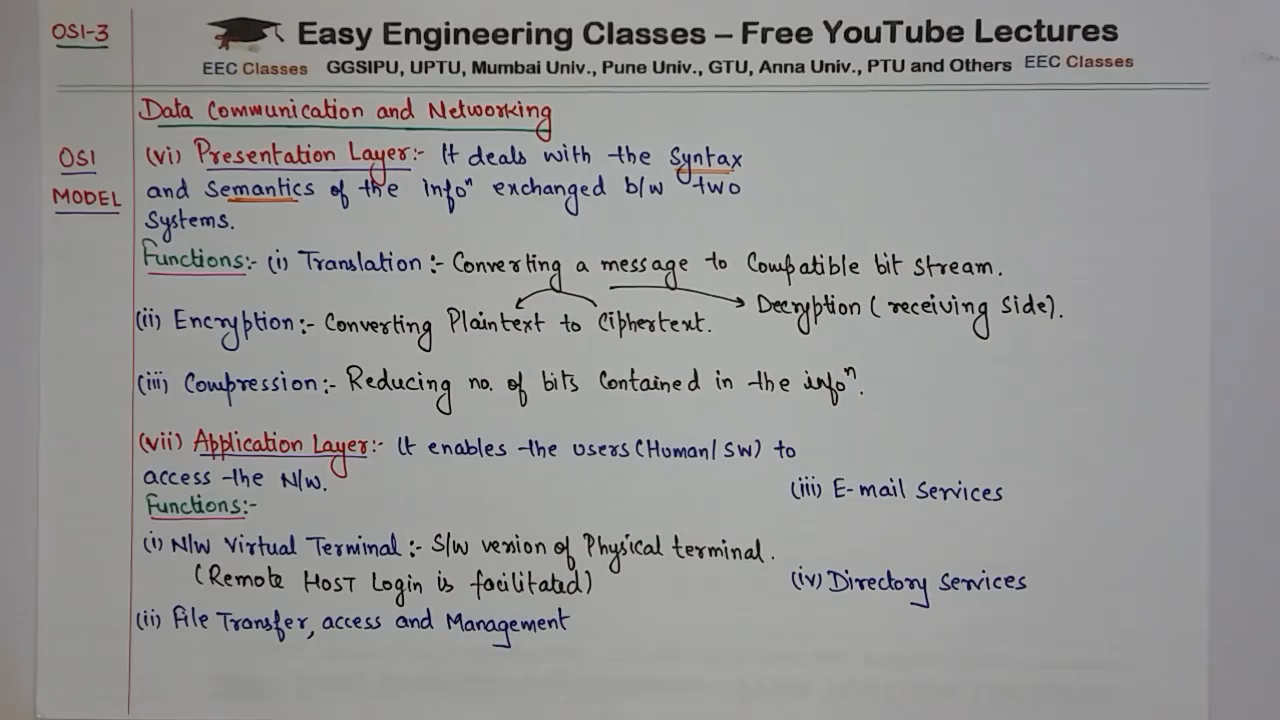 OSI-3
Easy Engineering Classes – Free YouTube Lectures
EEC Classes GGSIPU, UPTU, Mumbai Univ., Pune Univ., GTU, Anna Univ., PTU and Others EEC Classes
Data Communication and Networking
OSI
MODEL
(vi) Presentation Layer:- It deals with the Syntax
and Semantics of the infoⁿ exchanged b/w two
Systems.
Functions:- (i) Translation:- Converting a message to Compatible bit stream.
Decryption (receiving side).
(ii) Encryption:- Converting Plaintext to Ciphertext.
(iii) Compression:- Reducing no. of bits Contained in the infoⁿ.
(vii) Application Layer:- It enables the users (Human/SW) to
access the N/w.
Functions:-
(i) N/W Virtual Terminal:- S/w version of Physical terminal.
(Remote HOST Login is facilitated)
(ii) File Transfer, access and Management
(iii) E-mail Services
(iv) Directory Services